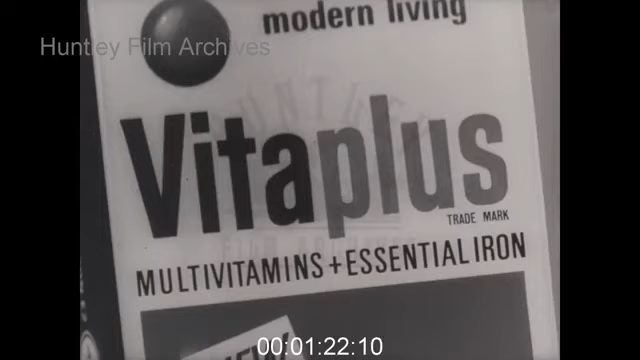 modern living
Huntley Film Archives
Vitaplus
TRADE MARK
MULTIVITAMINS + ESSENTIAL IRON
00:01:22:10